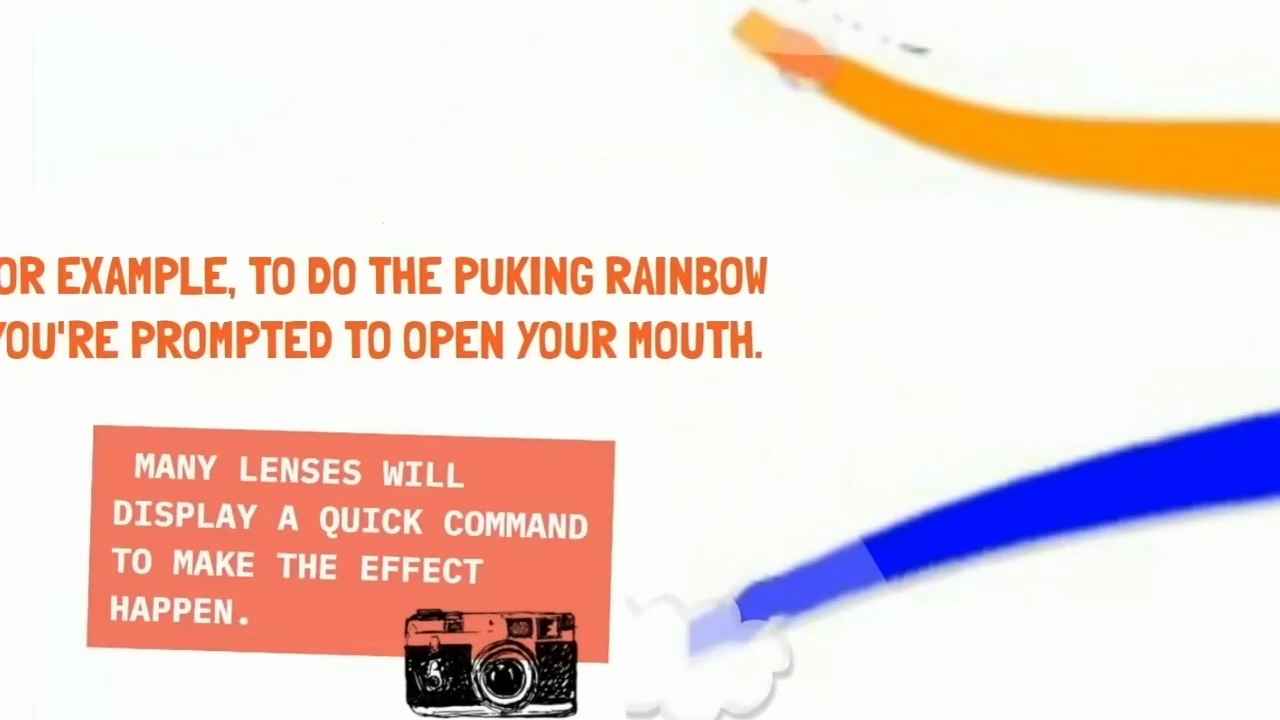 OR EXAMPLE, TO DO THE PUKING RAINBOW
YOU'RE PROMPTED TO OPEN YOUR MOUTH.
MANY LENSES WILL
DISPLAY A QUICK COMMAND
TO MAKE THE EFFECT
HAPPEN.